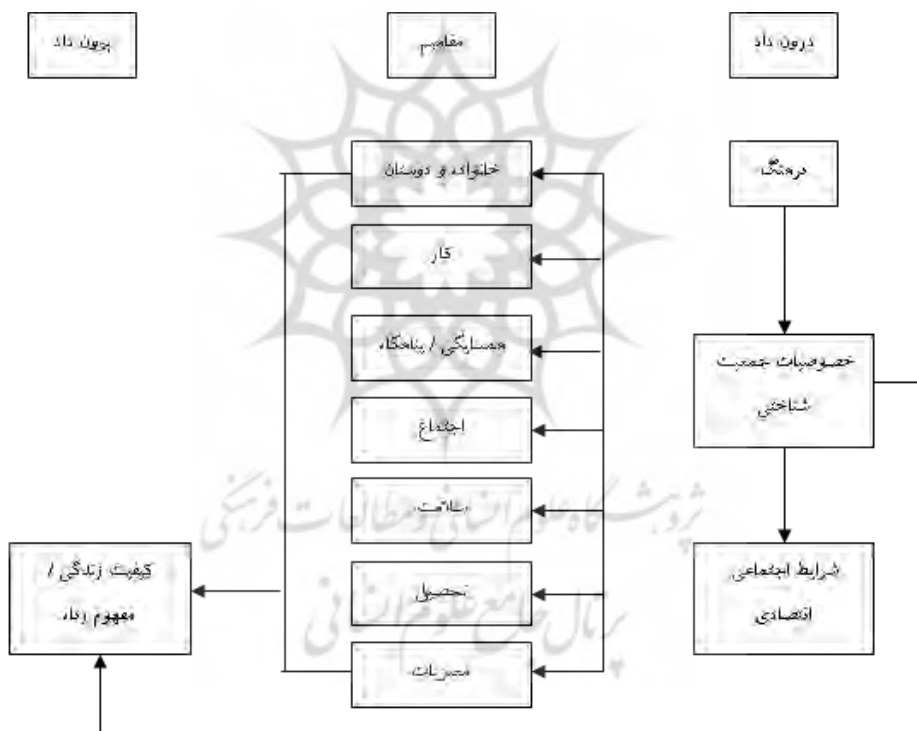 درون داد
مفاهیم
برون داد
فرهنگ
خصوصیات جمعیت
شناختی
شرایط اجتماعی
اقتصادی
خانواده و دوستان
کار
همسایگی / پناهگاه
اجتماع
سلامت
تحصیل
معنویات
کیفیت زندگی /
مفهوم رفاه
پژوهشگاه علوم انسانی و مطالعات فرهنگی
پرتال جامع علوم انسانی